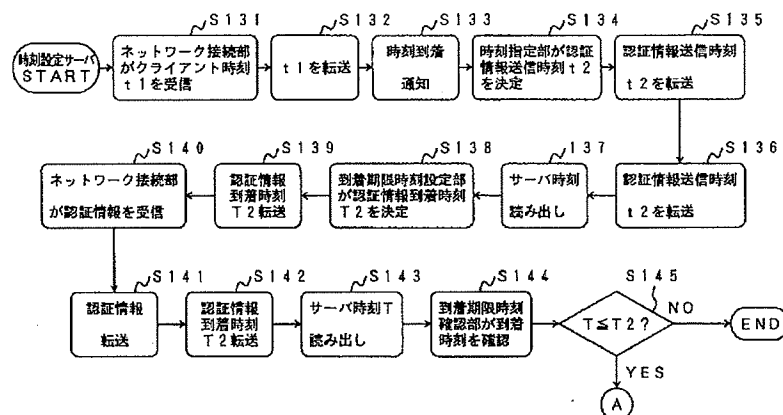 S131
S132
S133
S134
S135
時刻設定サーバ
START
ネットワーク接続部
がクライアント時刻
t1を受信
t1を転送
時刻到着
通知
時刻指定部が認証
情報送信時刻t2
を決定
認証情報送信時刻
t2を転送
S140
S139
S138
137
S136
ネットワーク接続部
が認証情報を受信
認証情報
到着時刻
T2転送
到着期限時刻設定部
が認証情報到着時刻
T2を決定
サーバ時刻
読み出し
認証情報送信時刻
t2を転送
S141
S142
S143
S144
S145
認証情報
転送
認証情報
到着時刻
T2転送
サーバ時刻T
読み出し
到着期限時刻
確認部が到着
時刻を確認
T≦T2?
NO
END
YES
A